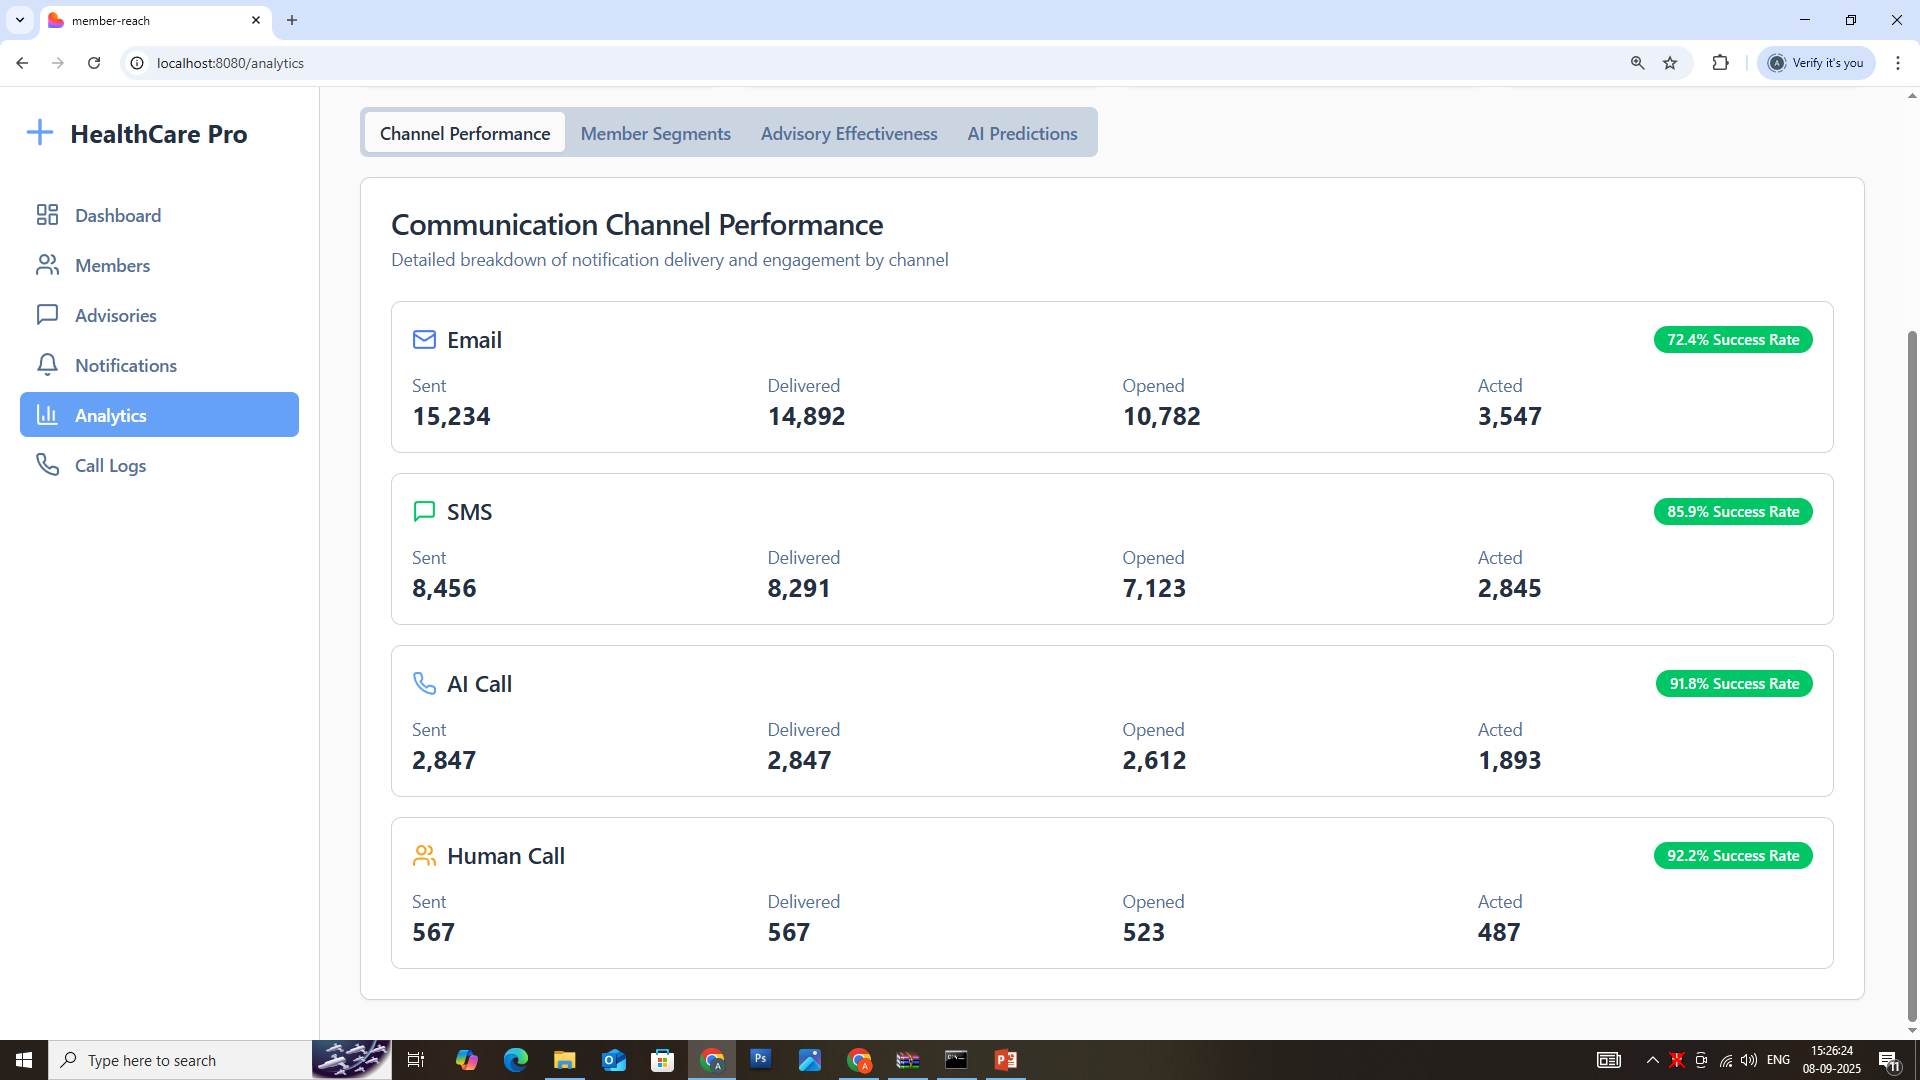 member-reach
localhost:8080/analytics
Verify it's you
HealthCare Pro
Dashboard
Members
Advisories
Notifications
Analytics
Call Logs
Channel Performance Member Segments Advisory Effectiveness AI Predictions
Communication Channel Performance
Detailed breakdown of notification delivery and engagement by channel
Email 72.4% Success Rate
Sent Delivered Opened Acted
15,234 14,892 10,782 3,547
SMS 85.9% Success Rate
Sent Delivered Opened Acted
8,456 8,291 7,123 2,845
AI Call 91.8% Success Rate
Sent Delivered Opened Acted
2,847 2,847 2,612 1,893
Human Call 92.2% Success Rate
Sent Delivered Opened Acted
567 567 523 487
Type here to search
ENG
15:26:24
08-09-2025
11